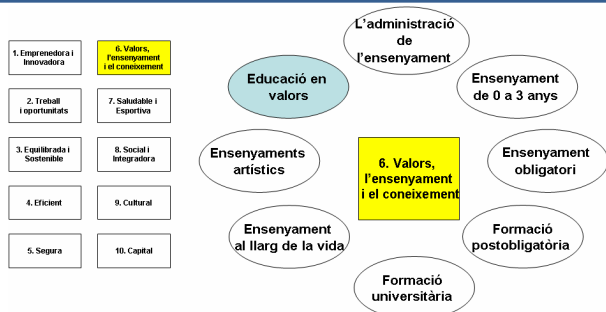 1. Emprenedora i
Innovadora
6. Valors,
l'ensenyament
i el coneixement
2. Treball
i oportunitats
7. Saludable i
Esportiva
3. Equilibrada i
Sostenible
8. Social i
Integradora
4. Eficient
9. Cultural
5. Segura
10. Capital
L'administració
de
l'ensenyament
Educació en
valors
Ensenyament
de 0 a 3 anys
Ensenyaments
artístics
6. Valors,
l'ensenyament
i el coneixement
Ensenyament
obligatori
Ensenyament
al llarg de la vida
Formació
postobligatòria
Formació
universitària